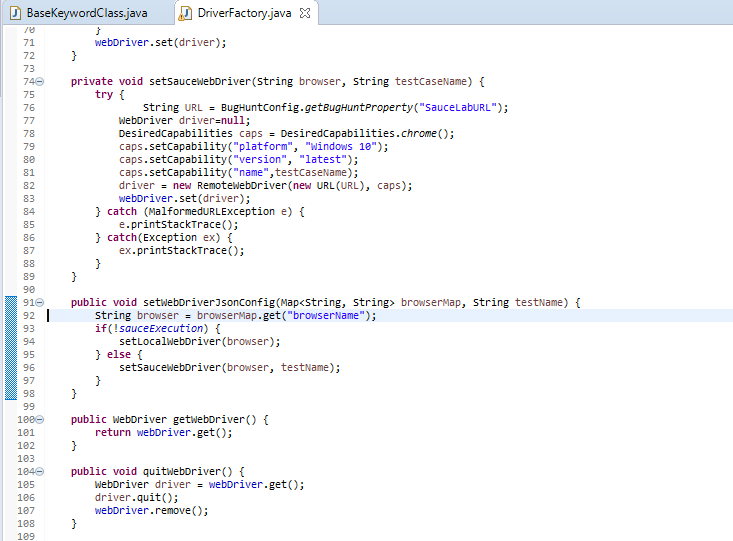 BaseKeywordClass.java DriverFactory.java
70 }
71 webDriver.set(driver);
72 }
73
74 private void setSauceWebDriver(String browser, String testCaseName) {
75 try {
76 String URL = BugHuntConfig.getBugHuntProperty("SauceLabURL");
77 WebDriver driver=null;
78 DesiredCapabilities caps = DesiredCapabilities.chrome();
79 caps.setCapability("platform", "Windows 10");
80 caps.setCapability("version", "latest");
81 caps.setCapability("name",testCaseName);
82 driver = new RemoteWebDriver(new URL(URL), caps);
83 webDriver.set(driver);
84 } catch (MalformedURLException e) {
85 e.printStackTrace();
86 } catch(Exception ex) {
87 ex.printStackTrace();
88 }
89 }
90
91 public void setWebDriverJsonConfig(Map<String, String> browserMap, String testName) {
92 String browser = browserMap.get("browserName");
93 if(!sauceExecution) {
94 setLocalWebDriver(browser);
95 } else {
96 setSauceWebDriver(browser, testName);
97 }
98 }
99
100 public WebDriver getWebDriver() {
101 return webDriver.get();
102 }
103
104 public void quitWebDriver() {
105 WebDriver driver = webDriver.get();
106 driver.quit();
107 webDriver.remove();
108 }
109